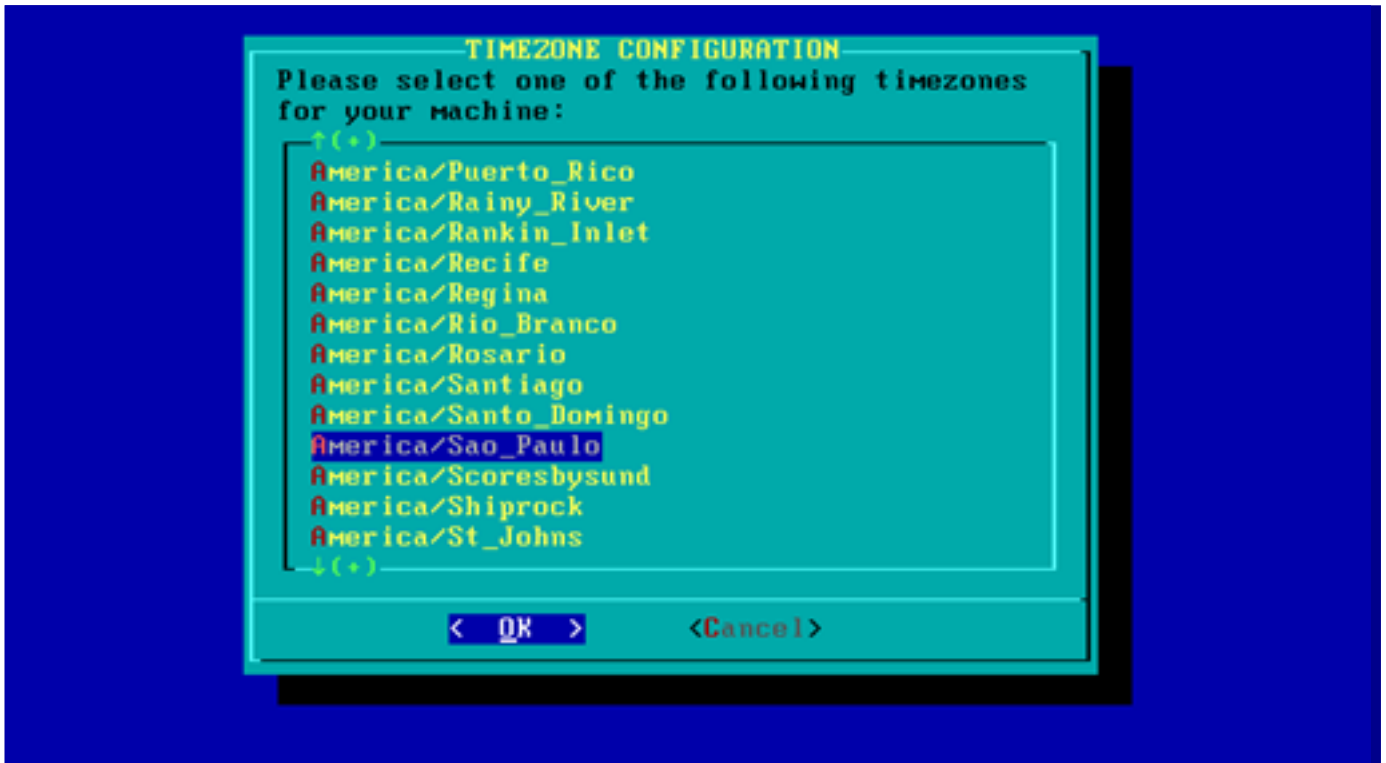 TIMEZONE CONFIGURATION
Please select one of the following timezones
for your machine:
↑(+)
America/Puerto_Rico
America/Rainy_River
America/Rankin_Inlet
America/Recife
America/Regina
America/Rio_Branco
America/Rosario
America/Santiago
America/Santo_Domingo
America/Sao_Paulo
America/Scoresbysund
America/Shiprock
America/St_Johns
↓(+)
< OK > <Cancel>